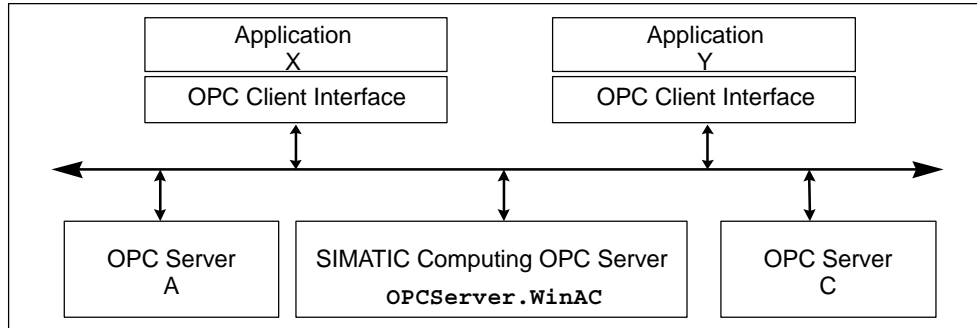 Application
X
OPC Client Interface
Application
Y
OPC Client Interface
OPC Server
A
SIMATIC Computing OPC Server
OPCServer.WinAC
OPC Server
C